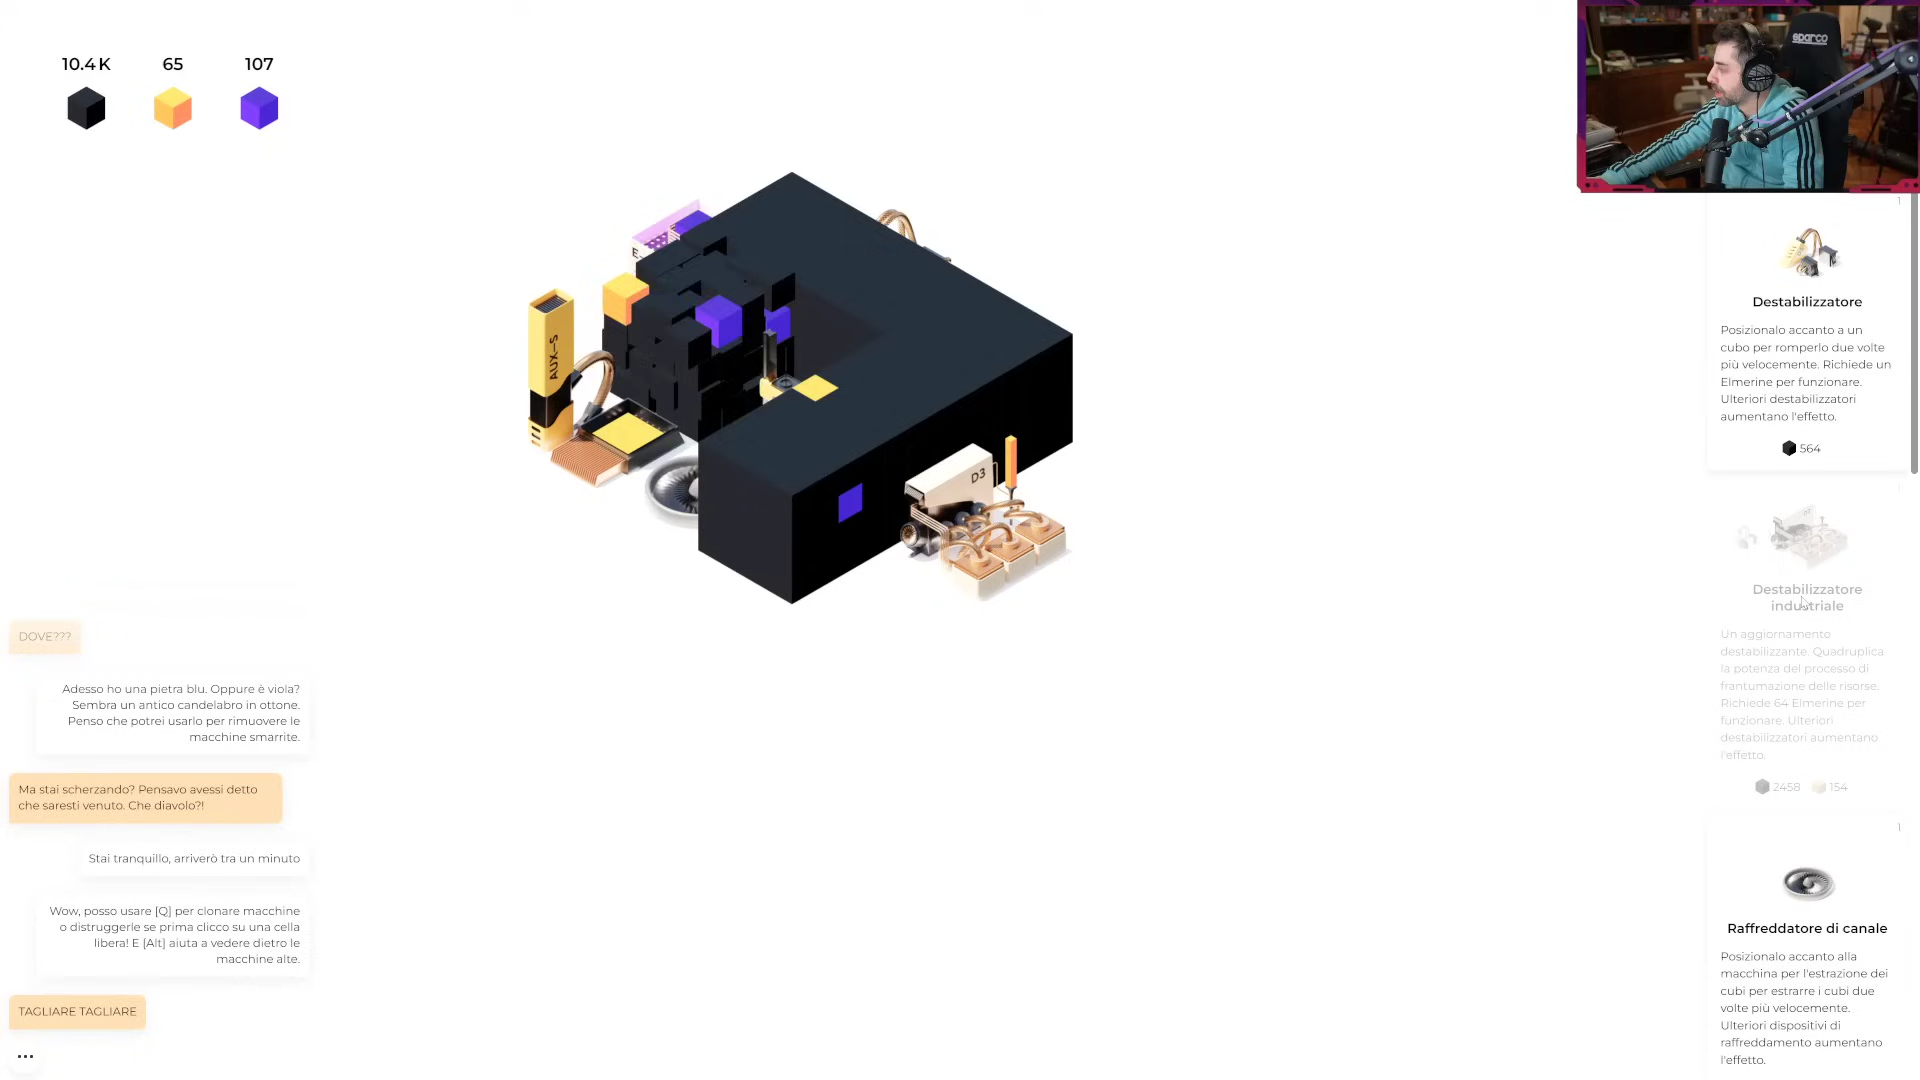 10.4 K
65
107
sparco
E
AUX-S
D3
1
Destabilizzatore
Posizionalo accanto a un
cubo per romperlo due volte
più velocemente. Richiede un
Elmerine per funzionare.
Ulteriori destabilizzatori
aumentano l'effetto.
564
Destabilizzatore
industriale
Un aggiornamento
destabilizzante. Quadruplica
la potenza del processo di
frantumazione delle risorse.
Richiede 64 Elmerine per
funzionare. Ulteriori
destabilizzatori aumentano
l'effetto.
2458 154
1
Raffreddatore di canale
Posizionalo accanto alla
macchina per l'estrazione dei
cubi per estrarre i cubi due
volte più velocemente.
Ulteriori dispositivi di
raffreddamento aumentano
l'effetto.
DOVE???
Adesso ho una pietra blu. Oppure è viola?
Sembra un antico candelabro in ottone.
Penso che potrei usarlo per rimuovere le
macchine smarrite.
Ma stai scherzando? Pensavo avessi detto
che saresti venuto. Che diavolo?!
Stai tranquillo, arriverò tra un minuto
Wow, posso usare [Q] per clonare macchine
o distruggerle se prima clicco su una cella
libera! E [Alt] aiuta a vedere dietro le
macchine alte.
TAGLIARE TAGLIARE
...